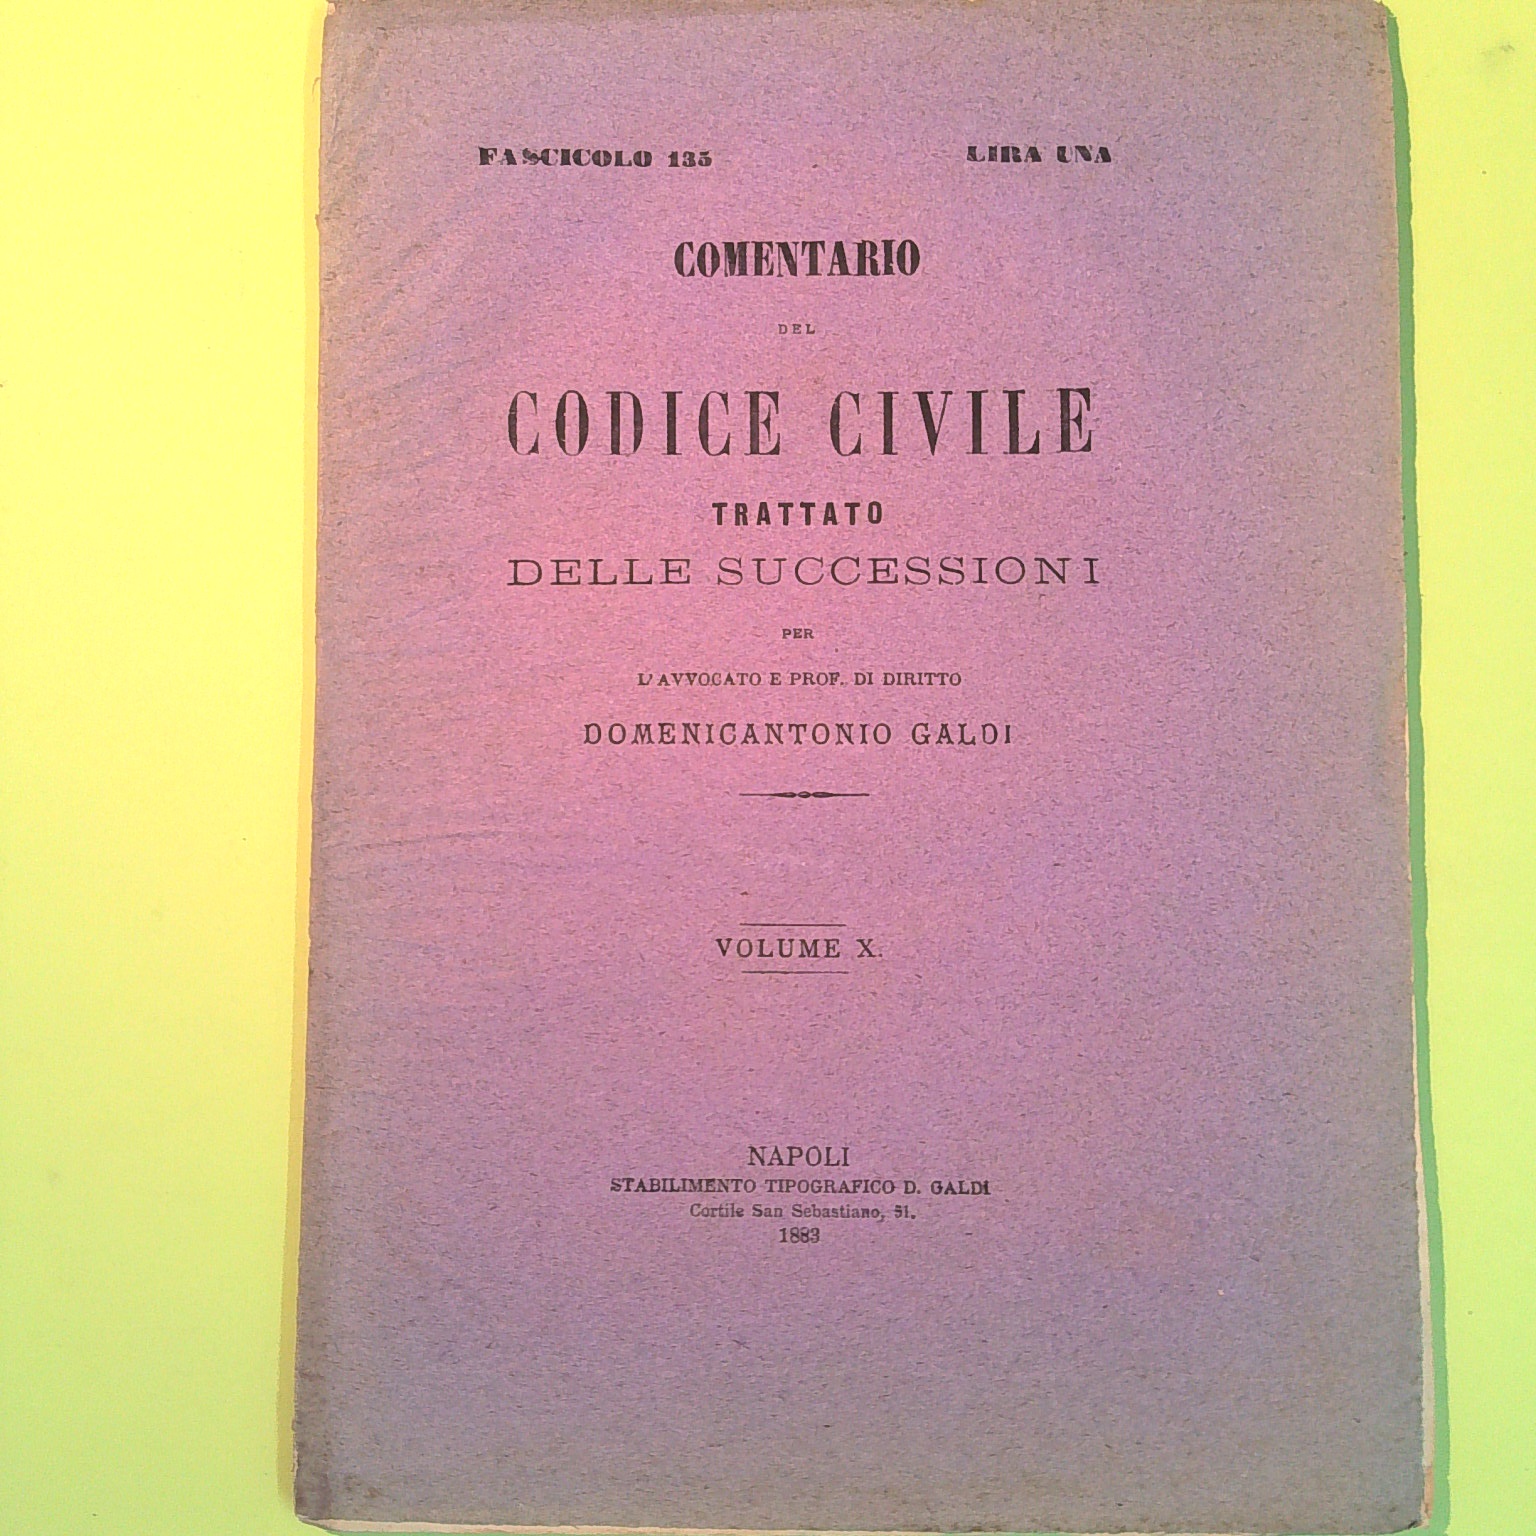 FASCICOLO 135 LIRA UNA
COMENTARIO
DEL
CODICE CIVILE
TRATTATO
DELLE SUCCESSIONI
PER
L'AVVOCATO E PROF. DI DIRITTO
DOMENICANTONIO GALDI
VOLUME X.
NAPOLI
STABILIMENTO TIPOGRAFICO D. GALDI
Cortile San Sebastiano, 51.
1883